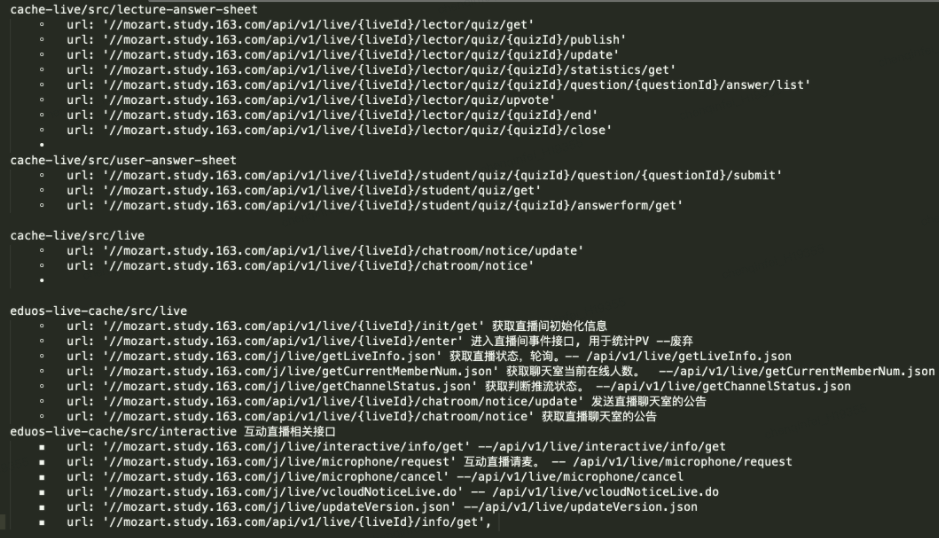 cache-live/src/lecture-answer-sheet
◦ url: '//mozart.study.163.com/api/v1/live/{liveId}/lector/quiz/get'
◦ url: '//mozart.study.163.com/api/v1/live/{liveId}/lector/quiz/{quizId}/publish'
◦ url: '//mozart.study.163.com/api/v1/live/{liveId}/lector/quiz/{quizId}/update'
◦ url: '//mozart.study.163.com/api/v1/live/{liveId}/lector/quiz/{quizId}/statistics/get'
◦ url: '//mozart.study.163.com/api/v1/live/{liveId}/lector/quiz/{quizId}/question/{questionId}/answer/list'
◦ url: '//mozart.study.163.com/api/v1/live/{liveId}/lector/quiz/upvote'
◦ url: '//mozart.study.163.com/api/v1/live/{liveId}/lector/quiz/{quizId}/end'
◦ url: '//mozart.study.163.com/api/v1/live/{liveId}/lector/quiz/{quizId}/close'
•
cache-live/src/user-answer-sheet
◦ url: '//mozart.study.163.com/api/v1/live/{liveId}/student/quiz/{quizId}/question/{questionId}/submit'
◦ url: '//mozart.study.163.com/api/v1/live/{liveId}/student/quiz/get'
◦ url: '//mozart.study.163.com/api/v1/live/{liveId}/student/quiz/{quizId}/answerform/get'
cache-live/src/live
◦ url: '//mozart.study.163.com/api/v1/live/{liveId}/chatroom/notice/update'
◦ url: '//mozart.study.163.com/api/v1/live/{liveId}/chatroom/notice'
•
eduos-live-cache/src/live
◦ url: '//mozart.study.163.com/api/v1/live/{liveId}/init/get' 获取直播间初始化信息
◦ url: '//mozart.study.163.com/api/v1/live/{liveId}/enter' 进入直播间事件接口, 用于统计PV --废弃
◦ url: '//mozart.study.163.com/j/live/getLiveInfo.json' 获取直播状态，轮询。-- /api/v1/live/getLiveInfo.json
◦ url: '//mozart.study.163.com/j/live/getCurrentMemberNum.json' 获取聊天室当前在线人数。 --/api/v1/live/getCurrentMemberNum.json
◦ url: '//mozart.study.163.com/j/live/getChannelStatus.json' 获取判断推流状态。 --/api/v1/live/getChannelStatus.json
◦ url: '//mozart.study.163.com/api/v1/live/{liveId}/chatroom/notice/update' 发送直播聊天室的公告
◦ url: '//mozart.study.163.com/api/v1/live/{liveId}/chatroom/notice' 获取直播聊天室的公告
eduos-live-cache/src/interactive 互动直播相关接口
▪ url: '//mozart.study.163.com/j/live/interactive/info/get' --/api/v1/live/interactive/info/get
▪ url: '//mozart.study.163.com/j/live/microphone/request' 互动直播请麦。 -- /api/v1/live/microphone/request
▪ url: '//mozart.study.163.com/j/live/microphone/cancel' --/api/v1/live/microphone/cancel
▪ url: '//mozart.study.163.com/j/live/vcloudNoticeLive.do' -- /api/v1/live/vcloudNoticeLive.do
▪ url: '//mozart.study.163.com/j/live/updateVersion.json' --/api/v1/live/updateVersion.json
▪ url: '//mozart.study.163.com/api/v1/live/{liveId}/info/get',